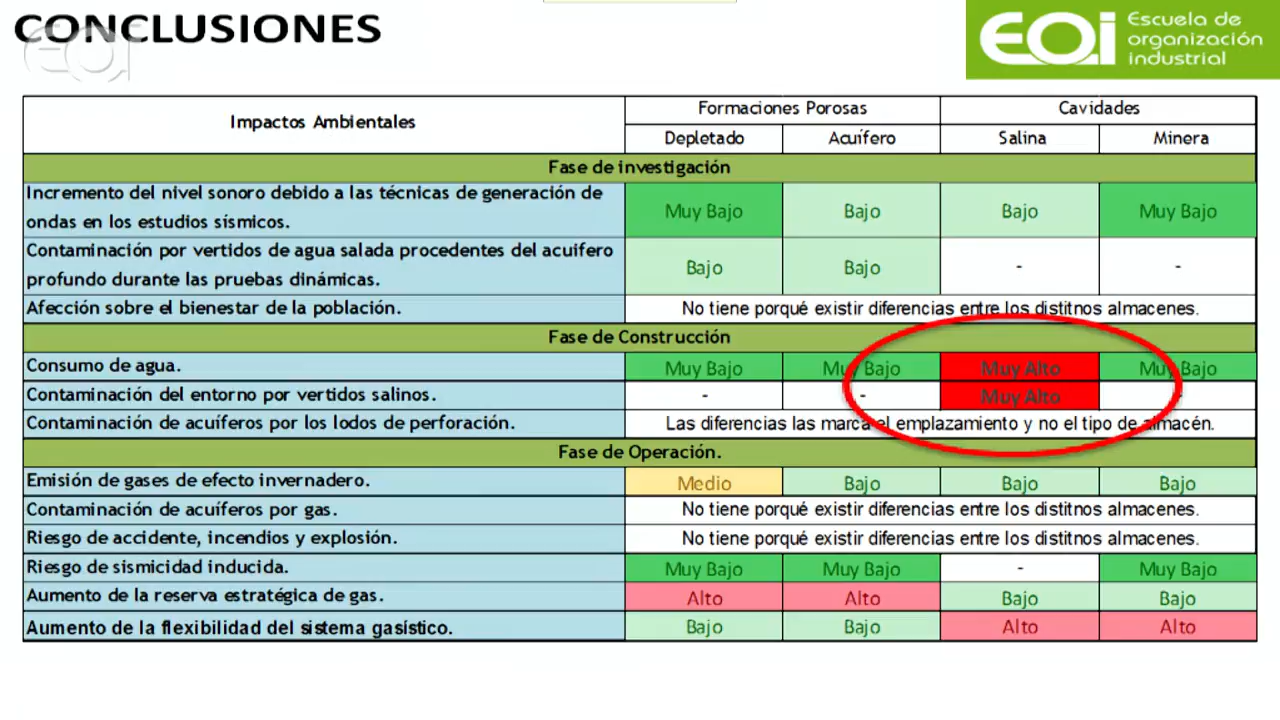 CONCLUSIONES
EOI
EOI Escuela de
organización
industrial
Impactos Ambientales
Formaciones Porosas
Cavidades
Depletado
Acuífero
Salina
Minera
Fase de investigación
Incremento del nivel sonoro debido a las técnicas de generación de
ondas en los estudios sísmicos.
Muy Bajo
Bajo
Bajo
Muy Bajo
Contaminación por vertidos de agua salada procedentes del acuifero
profundo durante las pruebas dinámicas.
Bajo
Bajo
-
-
Afección sobre el bienestar de la población.
No tiene porqué existir diferencias entre los distitnos almacenes.
Fase de Construcción
Consumo de agua.
Muy Bajo
Muy Bajo
Muy Alto
Muy Bajo
Contaminación del entorno por vertidos salinos.
-
-
Muy Alto
-
Contaminación de acuíferos por los lodos de perforación.
Las diferencias las marca el emplazamiento y no el tipo de almacén.
Fase de Operación.
Emisión de gases de efecto invernadero.
Medio
Bajo
Bajo
Bajo
Contaminación de acuíferos por gas.
No tiene porqué existir diferencias entre los distitnos almacenes.
Riesgo de accidente, incendios y explosión.
No tiene porqué existir diferencias entre los distitnos almacenes.
Riesgo de sismicidad inducida.
Muy Bajo
Muy Bajo
-
Muy Bajo
Aumento de la reserva estratégica de gas.
Alto
Alto
Bajo
Bajo
Aumento de la flexibilidad del sistema gasístico.
Bajo
Bajo
Alto
Alto